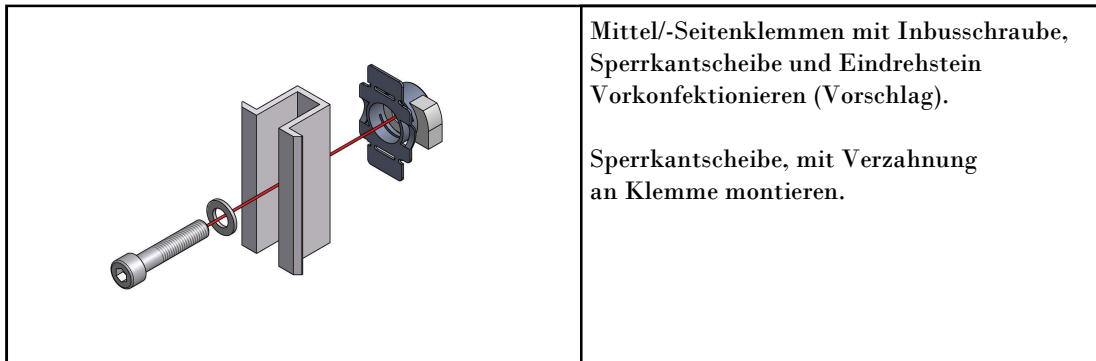 Mittel/-Seitenklemmen mit Inbusschraube,
Sperrkantscheibe und Eindrehstein
Vorkonfektionieren (Vorschlag).
Sperrkantscheibe, mit Verzahnung
an Klemme montieren.